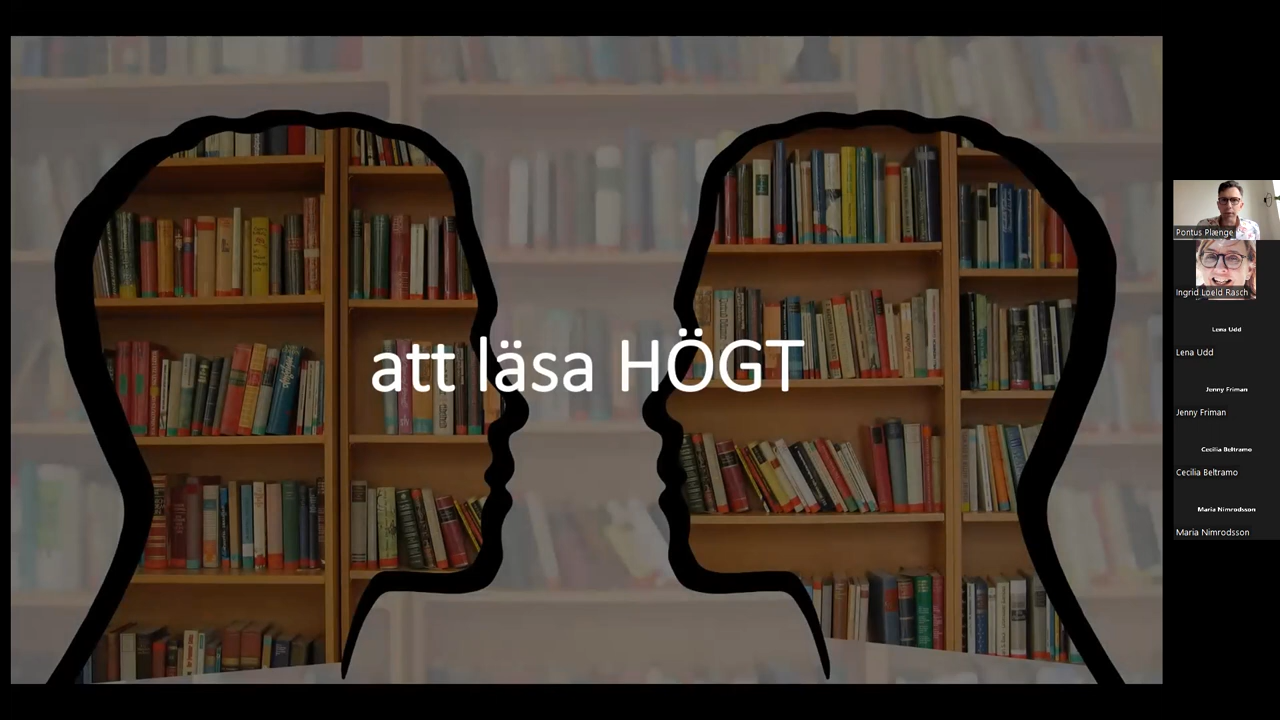 att läsa HÖGT
Pontus Plænge
Ingrid Loeld Rasch
Lena Udd
Lena Udd
Jenny Friman
Jenny Friman
Cecilia Beltramo
Cecilia Beltramo
Maria Nimrodsson
Maria Nimrodsson